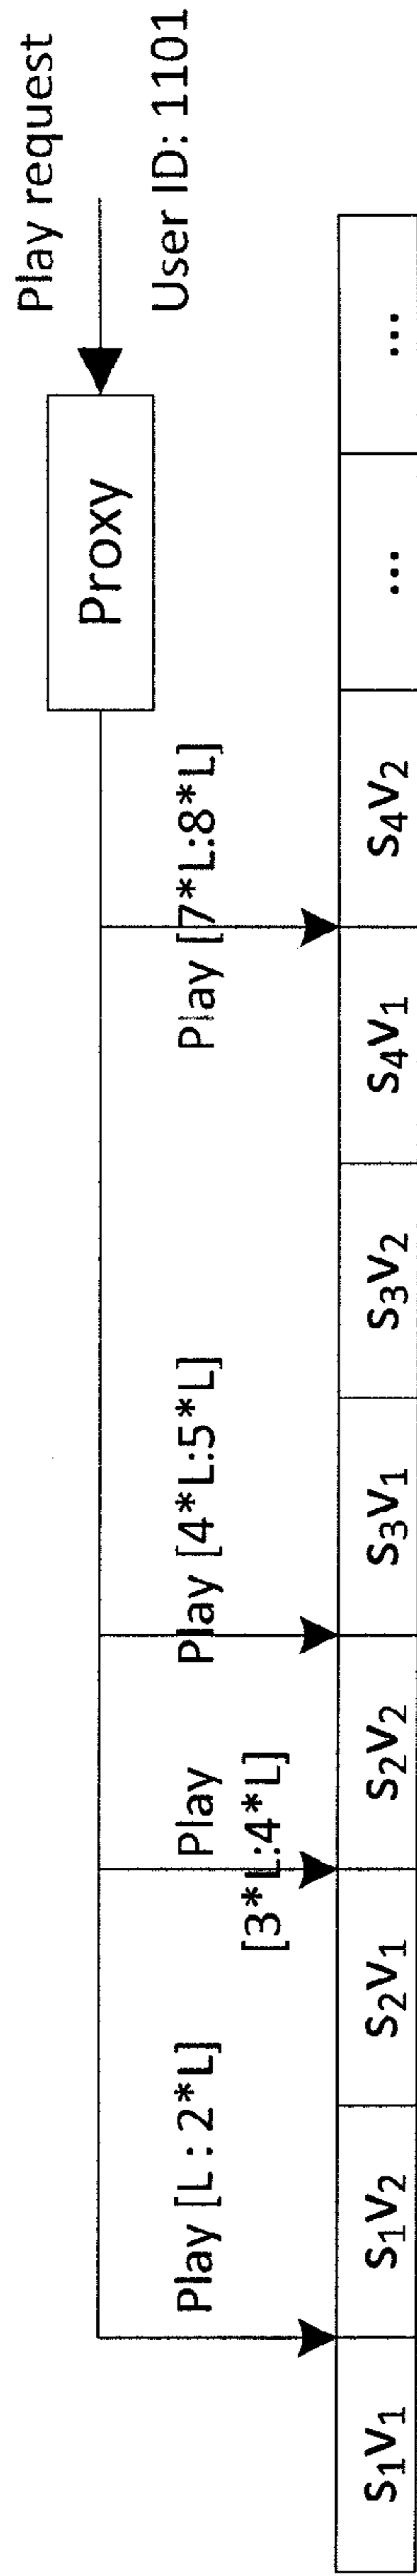 Play request
User ID: 1101
Proxy
Play [L : 2*L]
Play
[3*L:4*L]
Play [4*L:5*L]
Play [7*L:8*L]
S₁V₁ S₁V₂ S₂V₁ S₂V₂ S₃V₁ S₃V₂ S₄V₁ S₄V₂ ... ...